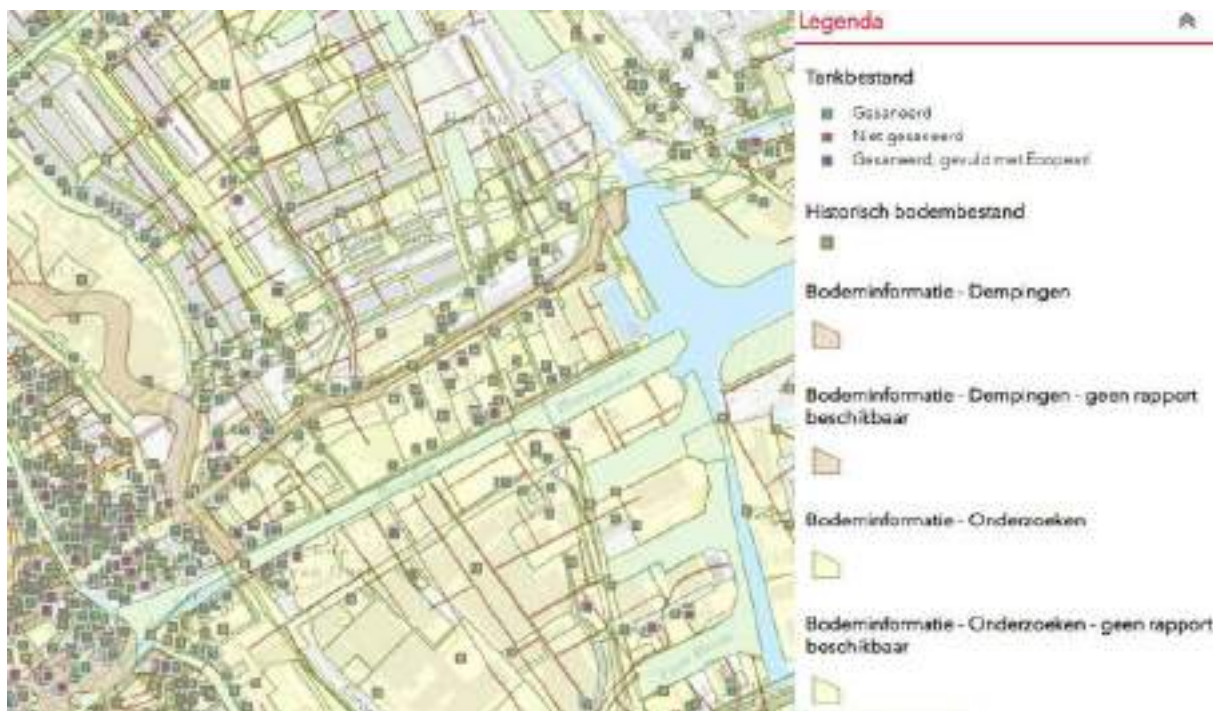 Legenda
Tankbestand
Gesaneerd
Niet gesaneerd
Gesaneerd, gevuld met
Historisch bodembestand
Bodeminformatie - Dempingen
Bodeminformatie - Dempingen - geen rapport
beschikbaar
Bodeminformatie - Onderzoeken
Bodeminformatie - Onderzoeken - geen rapport
beschikbaar